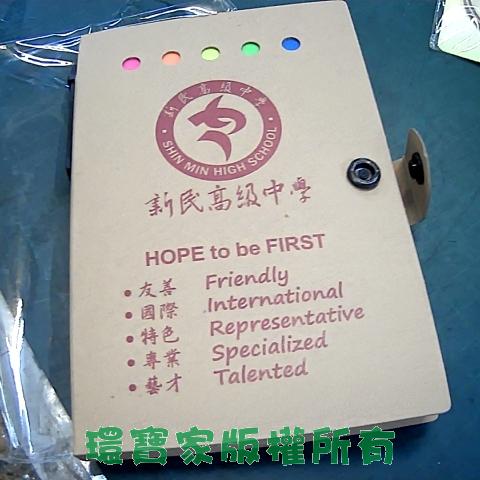 新民高級中學
SHIN MIN HIGH SCHOOL
新民高級中學
HOPE to be FIRST
• 友善 Friendly
• 國際 International
• 特色 Representative
• 專業 Specialized
• 藝才 Talented
環寶家版權所有